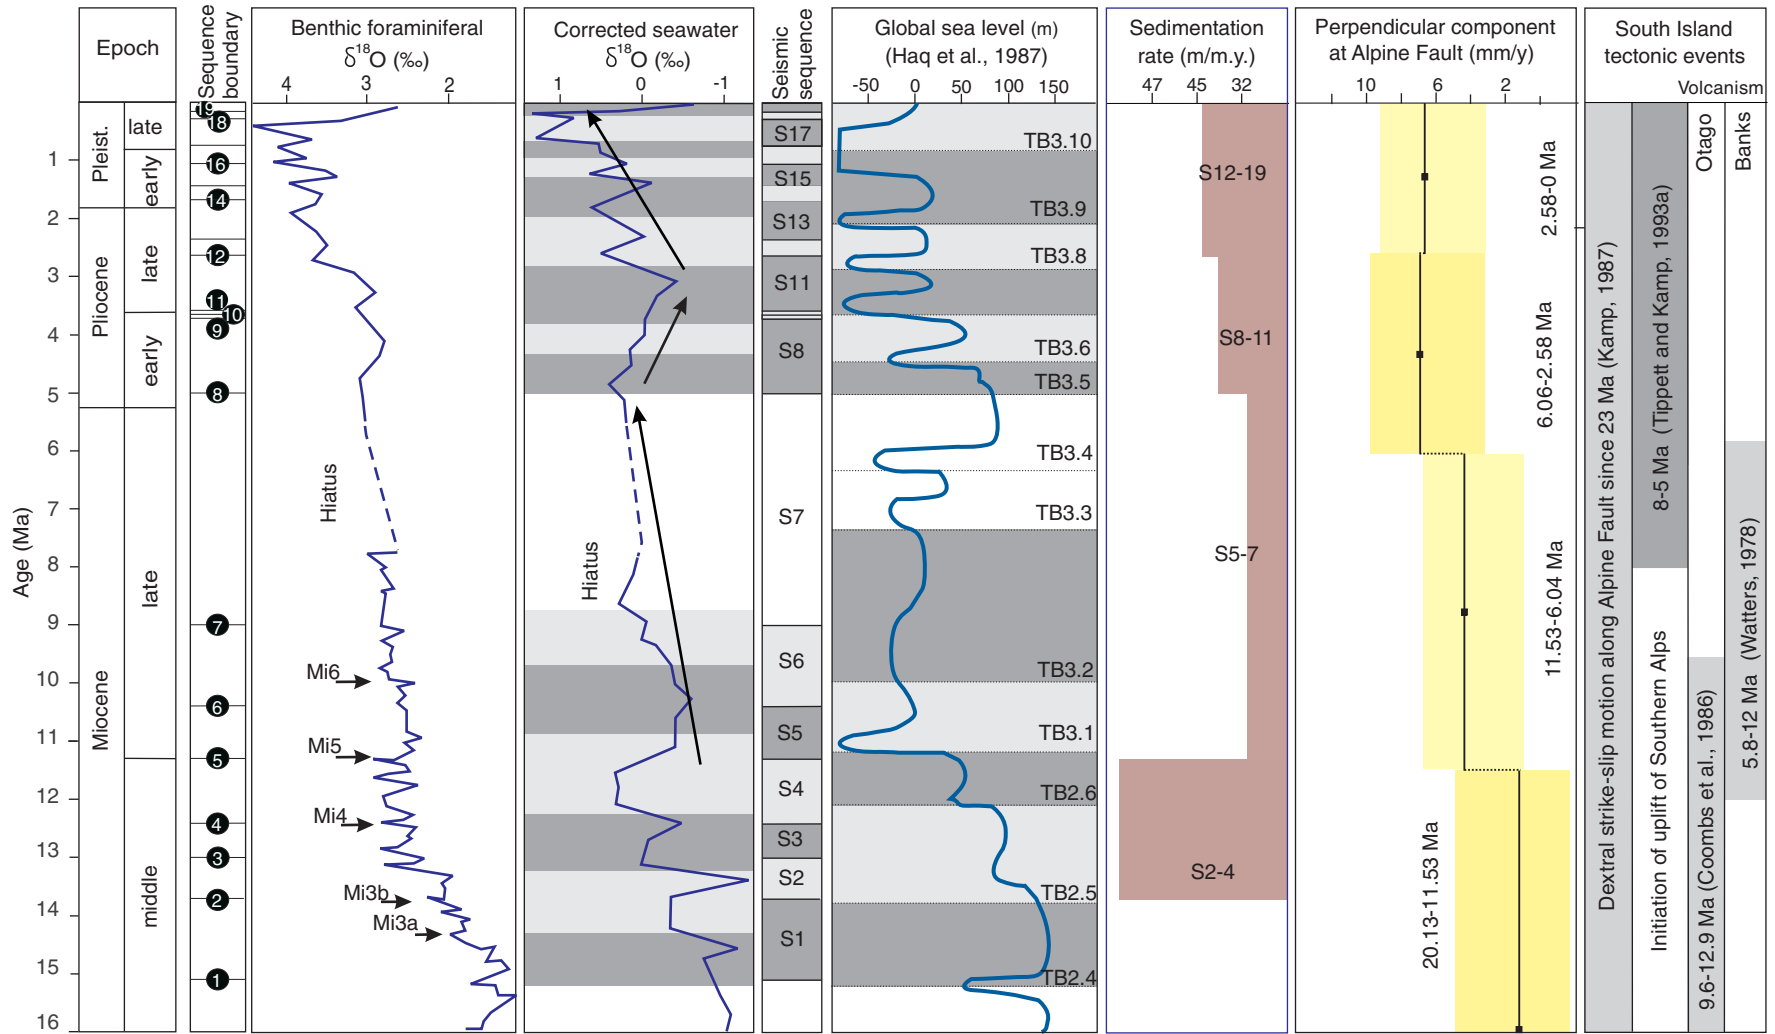 Epoch
Sequence
boundary
Benthic foraminiferal
δ18O (‰)
4 3 2
Corrected seawater
δ18O (‰)
1 0 -1
Seismic
sequence
Global sea level (m)
(Haq et al., 1987)
-50 0 50 100 150
Sedimentation
rate (m/m.y.)
47 45 32
Perpendicular component
at Alpine Fault (mm/y)
10 6 2
South Island
tectonic events
Volcanism
Age (Ma)
1
2
3
4
5
6
7
8
9
10
11
12
13
14
15
16
Pleist.
late
early
Pliocene
late
early
Miocene
late
middle
19
18
16
14
12
11
10
9
8
7
6
5
4
3
2
1
Hiatus
Mi6
Mi5
Mi4
Mi3b
Mi3a
Hiatus
S17
S15
S13
S11
S8
S7
S6
S5
S4
S3
S2
S1
TB3.10
TB3.9
TB3.8
TB3.6
TB3.5
TB3.4
TB3.3
TB3.2
TB3.1
TB2.6
TB2.5
TB2.4
S12-19
S8-11
S5-7
S2-4
2.58-0 Ma
6.06-2.58 Ma
11.53-6.04 Ma
20.13-11.53 Ma
Dextral strike-slip motion along Alpine Fault since 23 Ma (Kamp, 1987)
8-5 Ma (Tippett and Kamp, 1993a)
Initiation of uplift of Southern Alps
Otago
9.6-12.9 Ma (Coombs et al., 1986)
Banks
5.8-12 Ma (Watters, 1978)